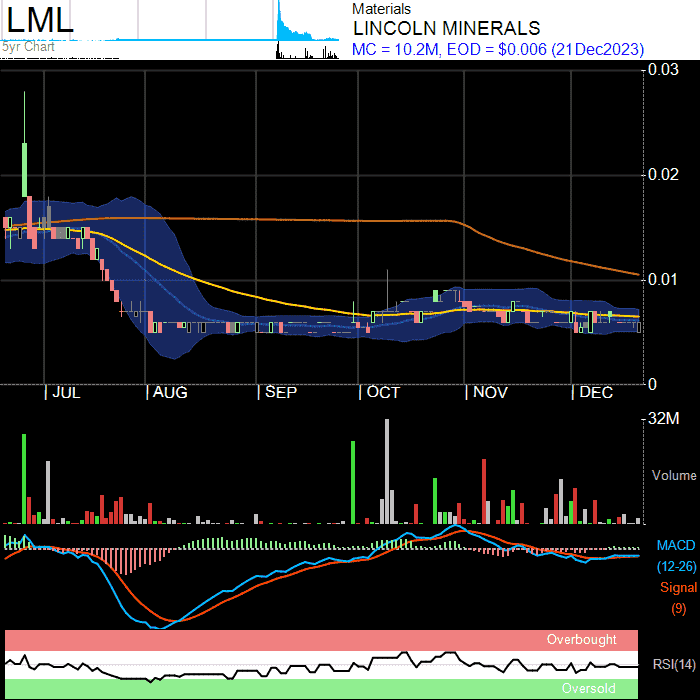 LML
5yr Chart
Materials
LINCOLN MINERALS
MC = 10.2M, EOD = $0.006 (21Dec2023)
0.03
0.02
0.01
0
JUL AUG SEP OCT NOV DEC
32M
Volume
MACD
(12-26)
Signal
(9)
Overbought
RSI(14)
Oversold